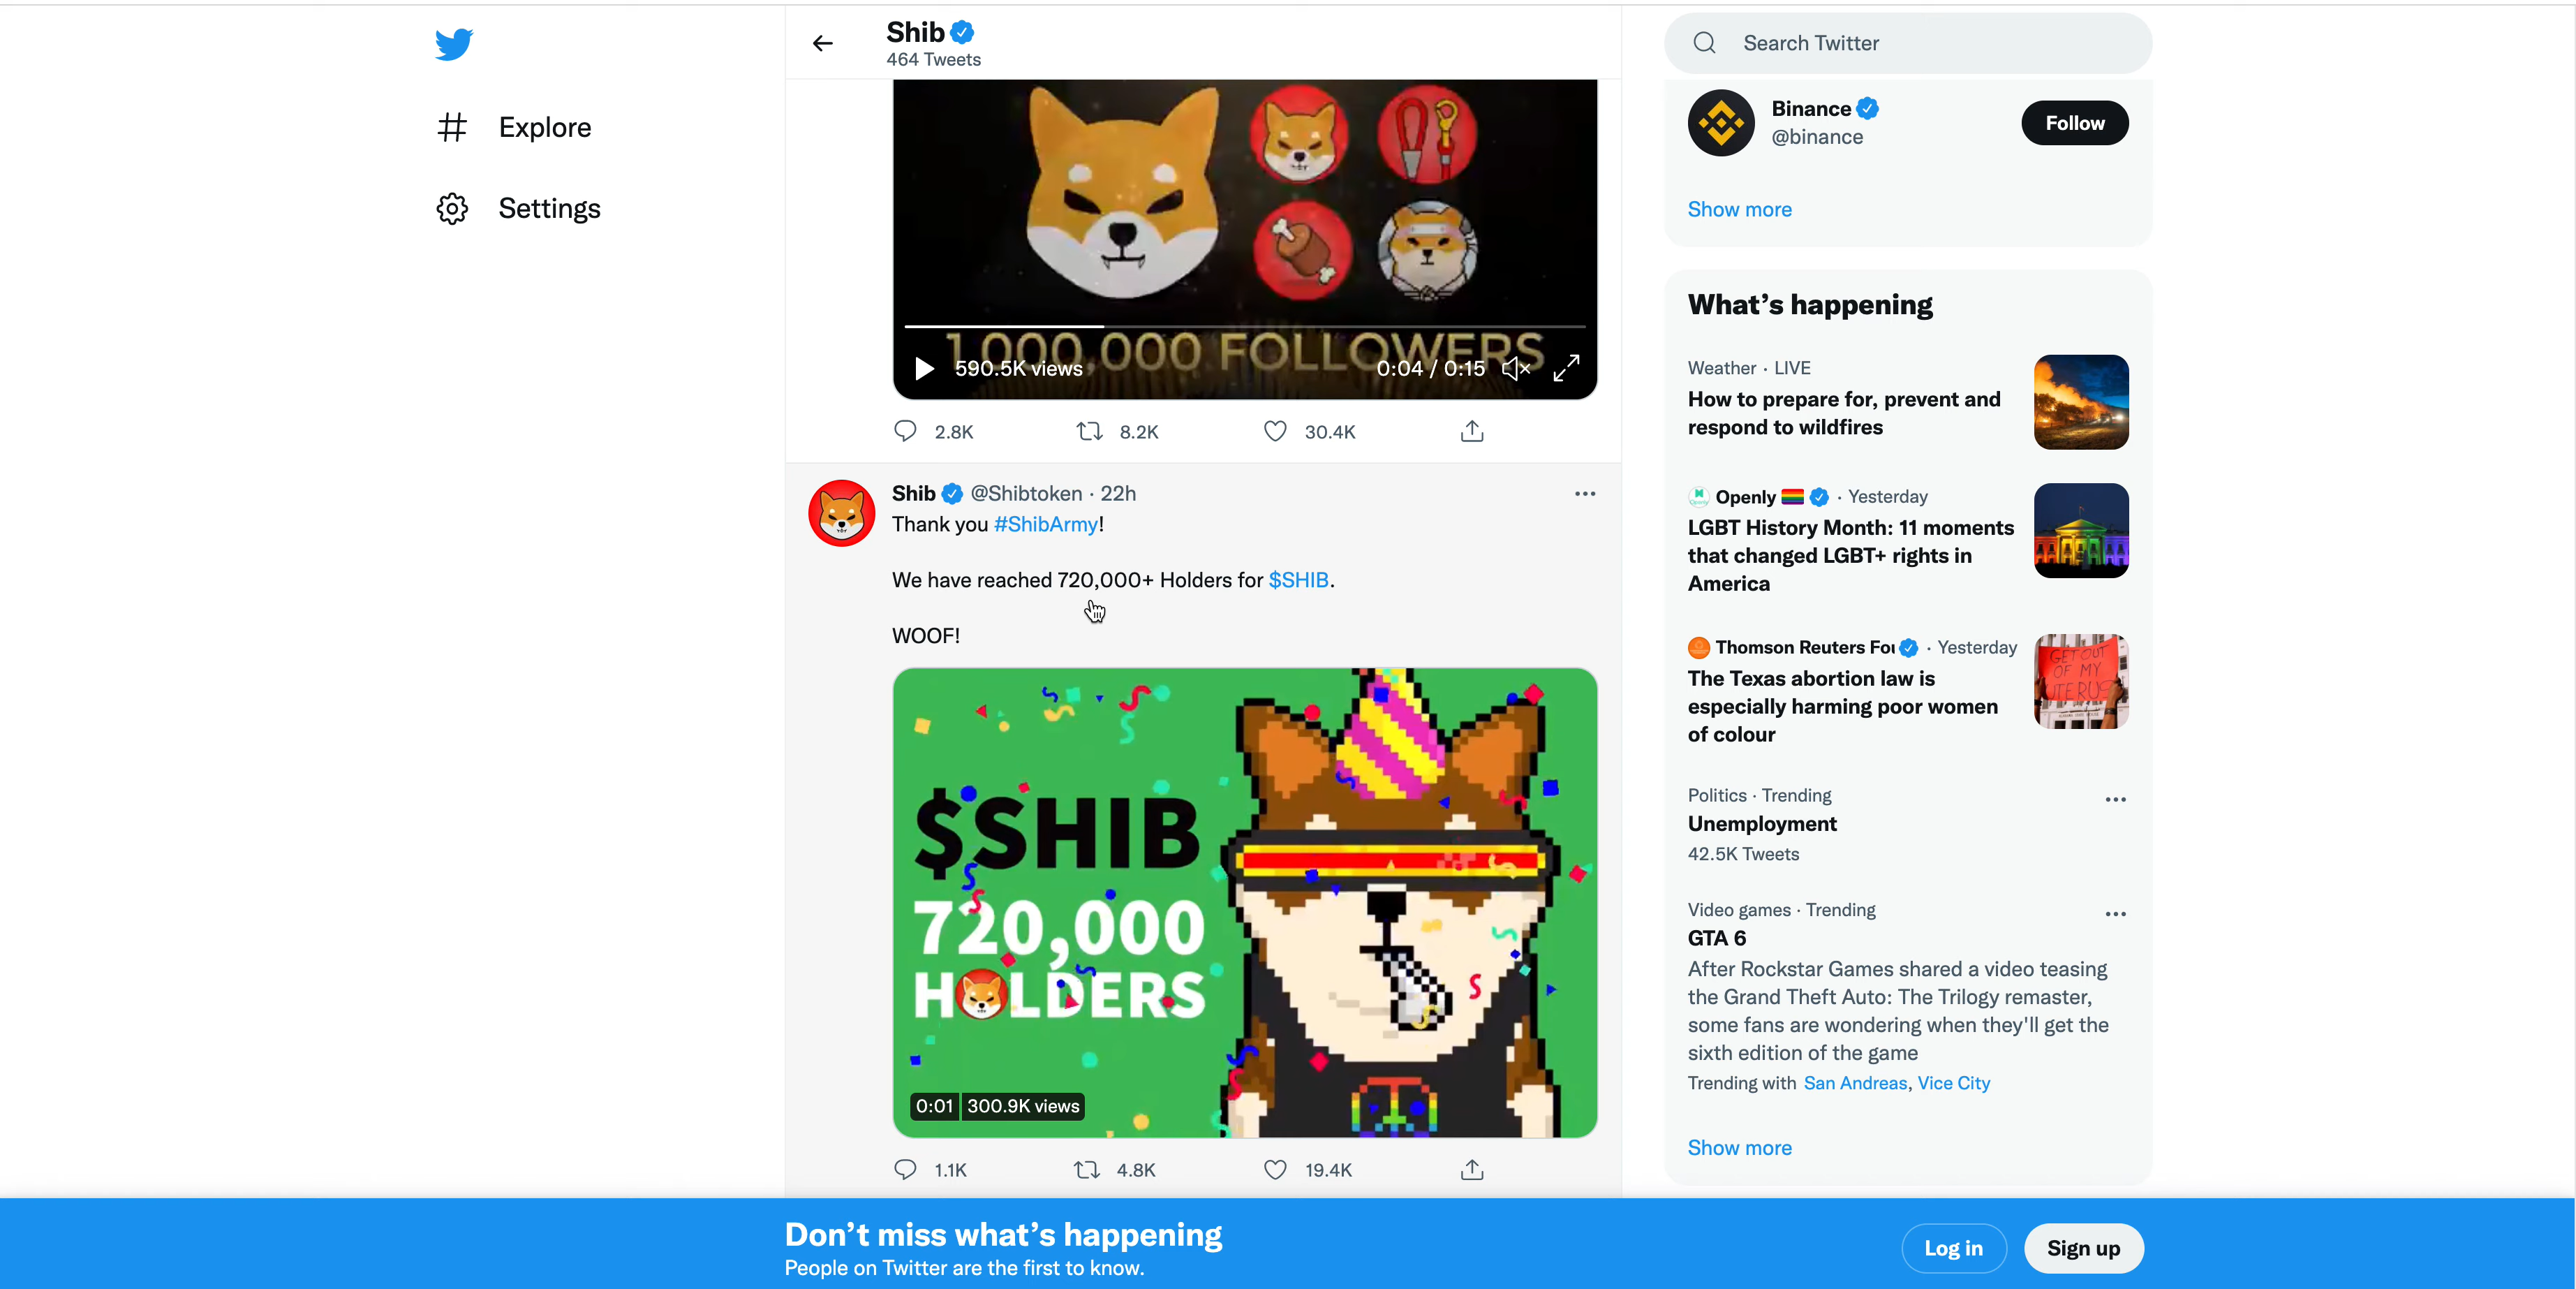 Shib
464 Tweets
Explore
Settings
1,000,000 FOLLOWERS
590.5K views
0:04 / 0:15
2.8K
8.2K
30.4K
Shib @Shibtoken · 22h
Thank you #ShibArmy!
We have reached 720,000+ Holders for $SHIB.
WOOF!
$SHIB
720,000
HOLDERS
0:01 300.9K views
1.1K
4.8K
19.4K
Search Twitter
Binance
@binance
Follow
Show more
What's happening
Weather · LIVE
How to prepare for, prevent and
respond to wildfires
Openly · Yesterday
LGBT History Month: 11 moments
that changed LGBT+ rights in
America
Thomson Reuters Fou · Yesterday
The Texas abortion law is
especially harming poor women
of colour
GET OUT
OF MY
UTERUS
Politics · Trending
Unemployment
42.5K Tweets
Video games · Trending
GTA 6
After Rockstar Games shared a video teasing
the Grand Theft Auto: The Trilogy remaster,
some fans are wondering when they'll get the
sixth edition of the game
Trending with San Andreas, Vice City
Show more
Don't miss what's happening
People on Twitter are the first to know.
Log in
Sign up